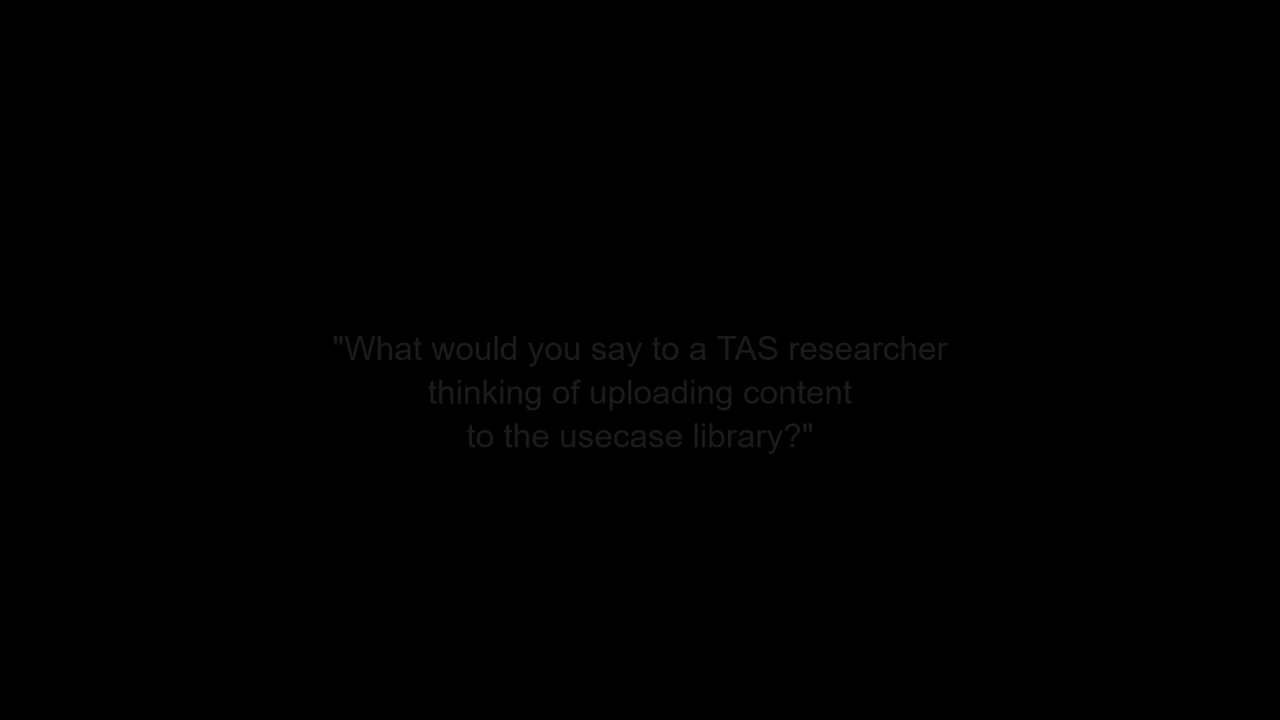 "What would you say to a TAS researcher
thinking of uploading content
to the usecase library?"